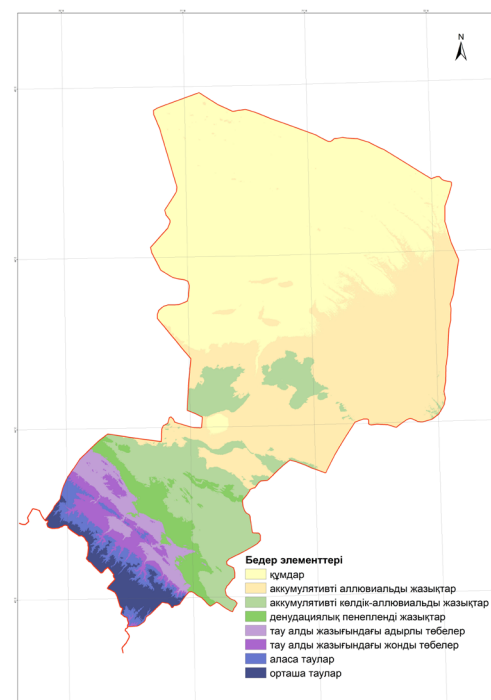 N
Бедер элементтері
құмдар
аккумулятивті аллювиальды жазықтар
аккумулятивті көлдік-аллювиальды жазықтар
денудациялық пенепленді жазықтар
тау алды жазығындағы адырлы төбелер
тау алды жазығындағы жонды төбелер
аласа таулар
орташа таулар